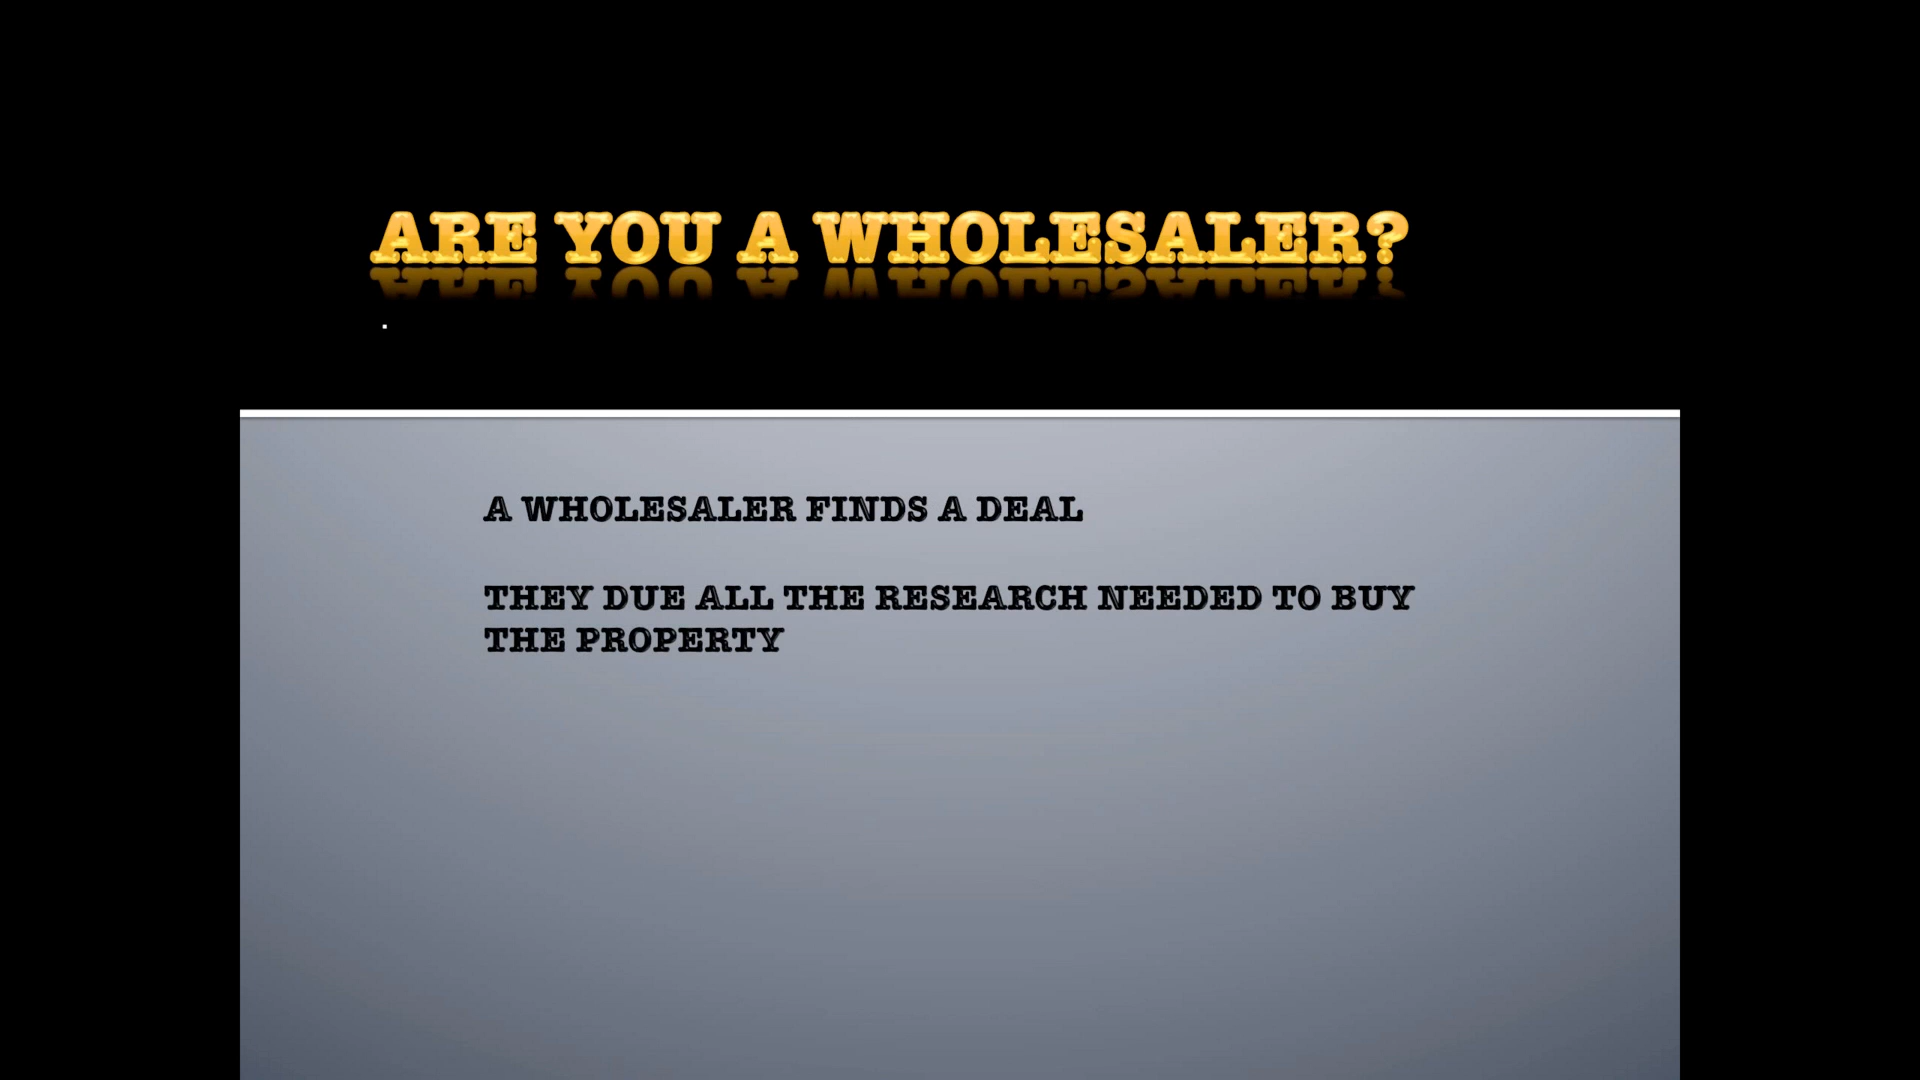 ARE YOU A WHOLESALER?
.
A WHOLESALER FINDS A DEAL
THEY DUE ALL THE RESEARCH NEEDED TO BUY
THE PROPERTY